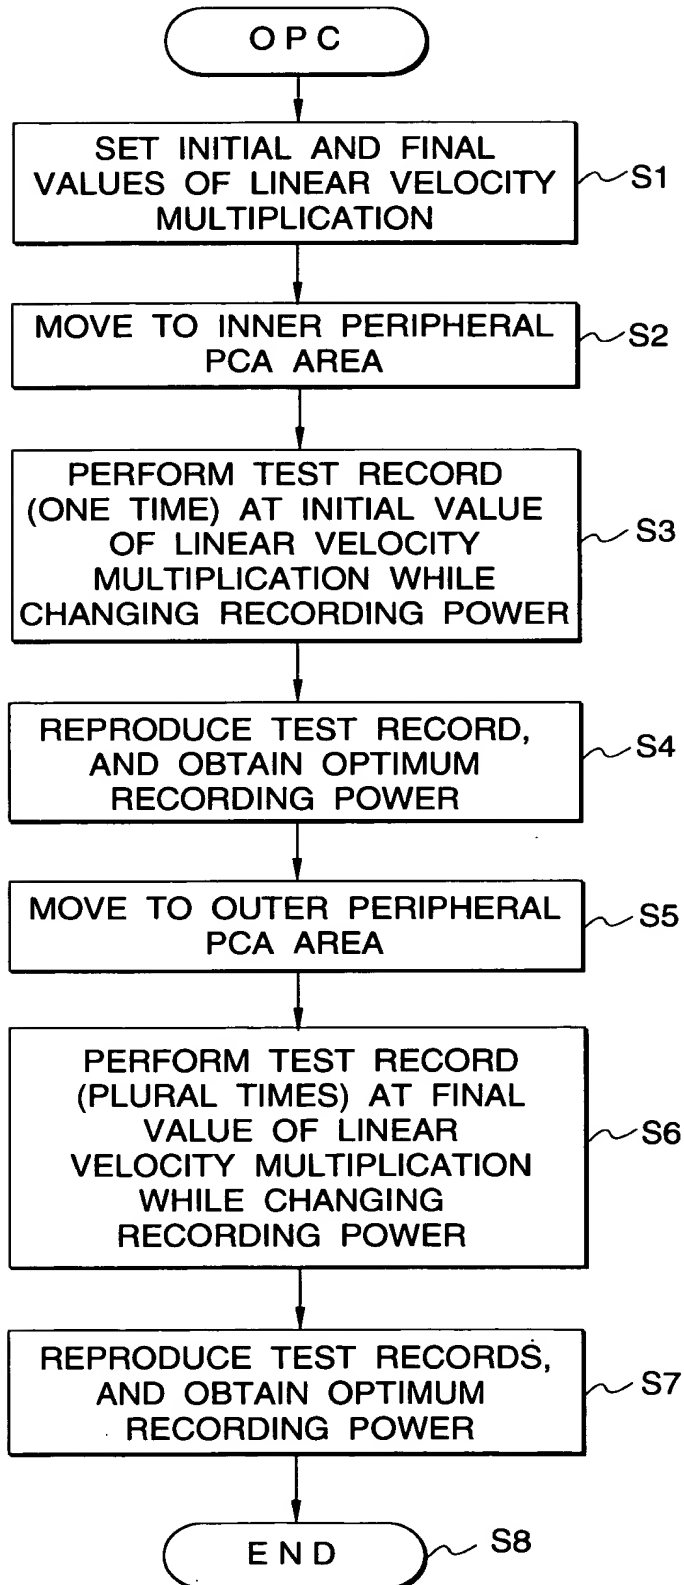 OPC
SET INITIAL AND FINAL
VALUES OF LINEAR VELOCITY
MULTIPLICATION
S1
MOVE TO INNER PERIPHERAL
PCA AREA
S2
PERFORM TEST RECORD
(ONE TIME) AT INITIAL VALUE
OF LINEAR VELOCITY
MULTIPLICATION WHILE
CHANGING RECORDING POWER
S3
REPRODUCE TEST RECORD,
AND OBTAIN OPTIMUM
RECORDING POWER
S4
MOVE TO OUTER PERIPHERAL
PCA AREA
S5
PERFORM TEST RECORD
(PLURAL TIMES) AT FINAL
VALUE OF LINEAR
VELOCITY MULTIPLICATION
WHILE CHANGING
RECORDING POWER
S6
REPRODUCE TEST RECORDS,
AND OBTAIN OPTIMUM
RECORDING POWER
S7
END
S8